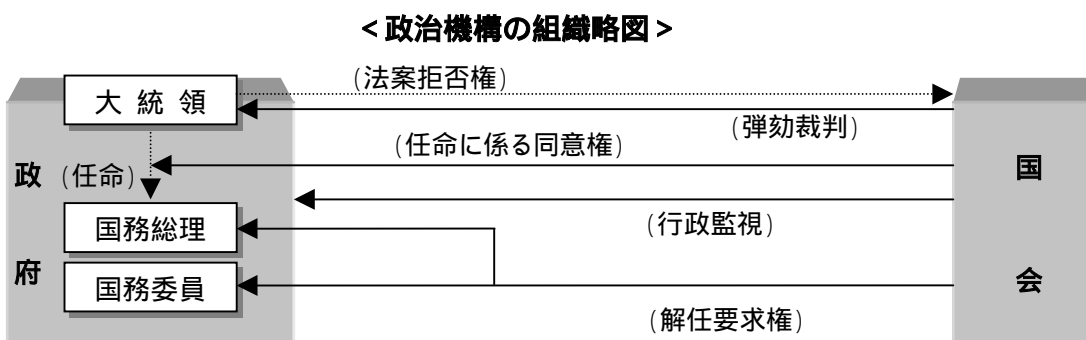 ＜政治機構の組織略図＞
(法案拒否権)
大 統 領
(弾劾裁判)
(任命に係る同意権)
政
(任命)
国
国務総理
(行政監視)
府
国務委員
会
(解任要求権)